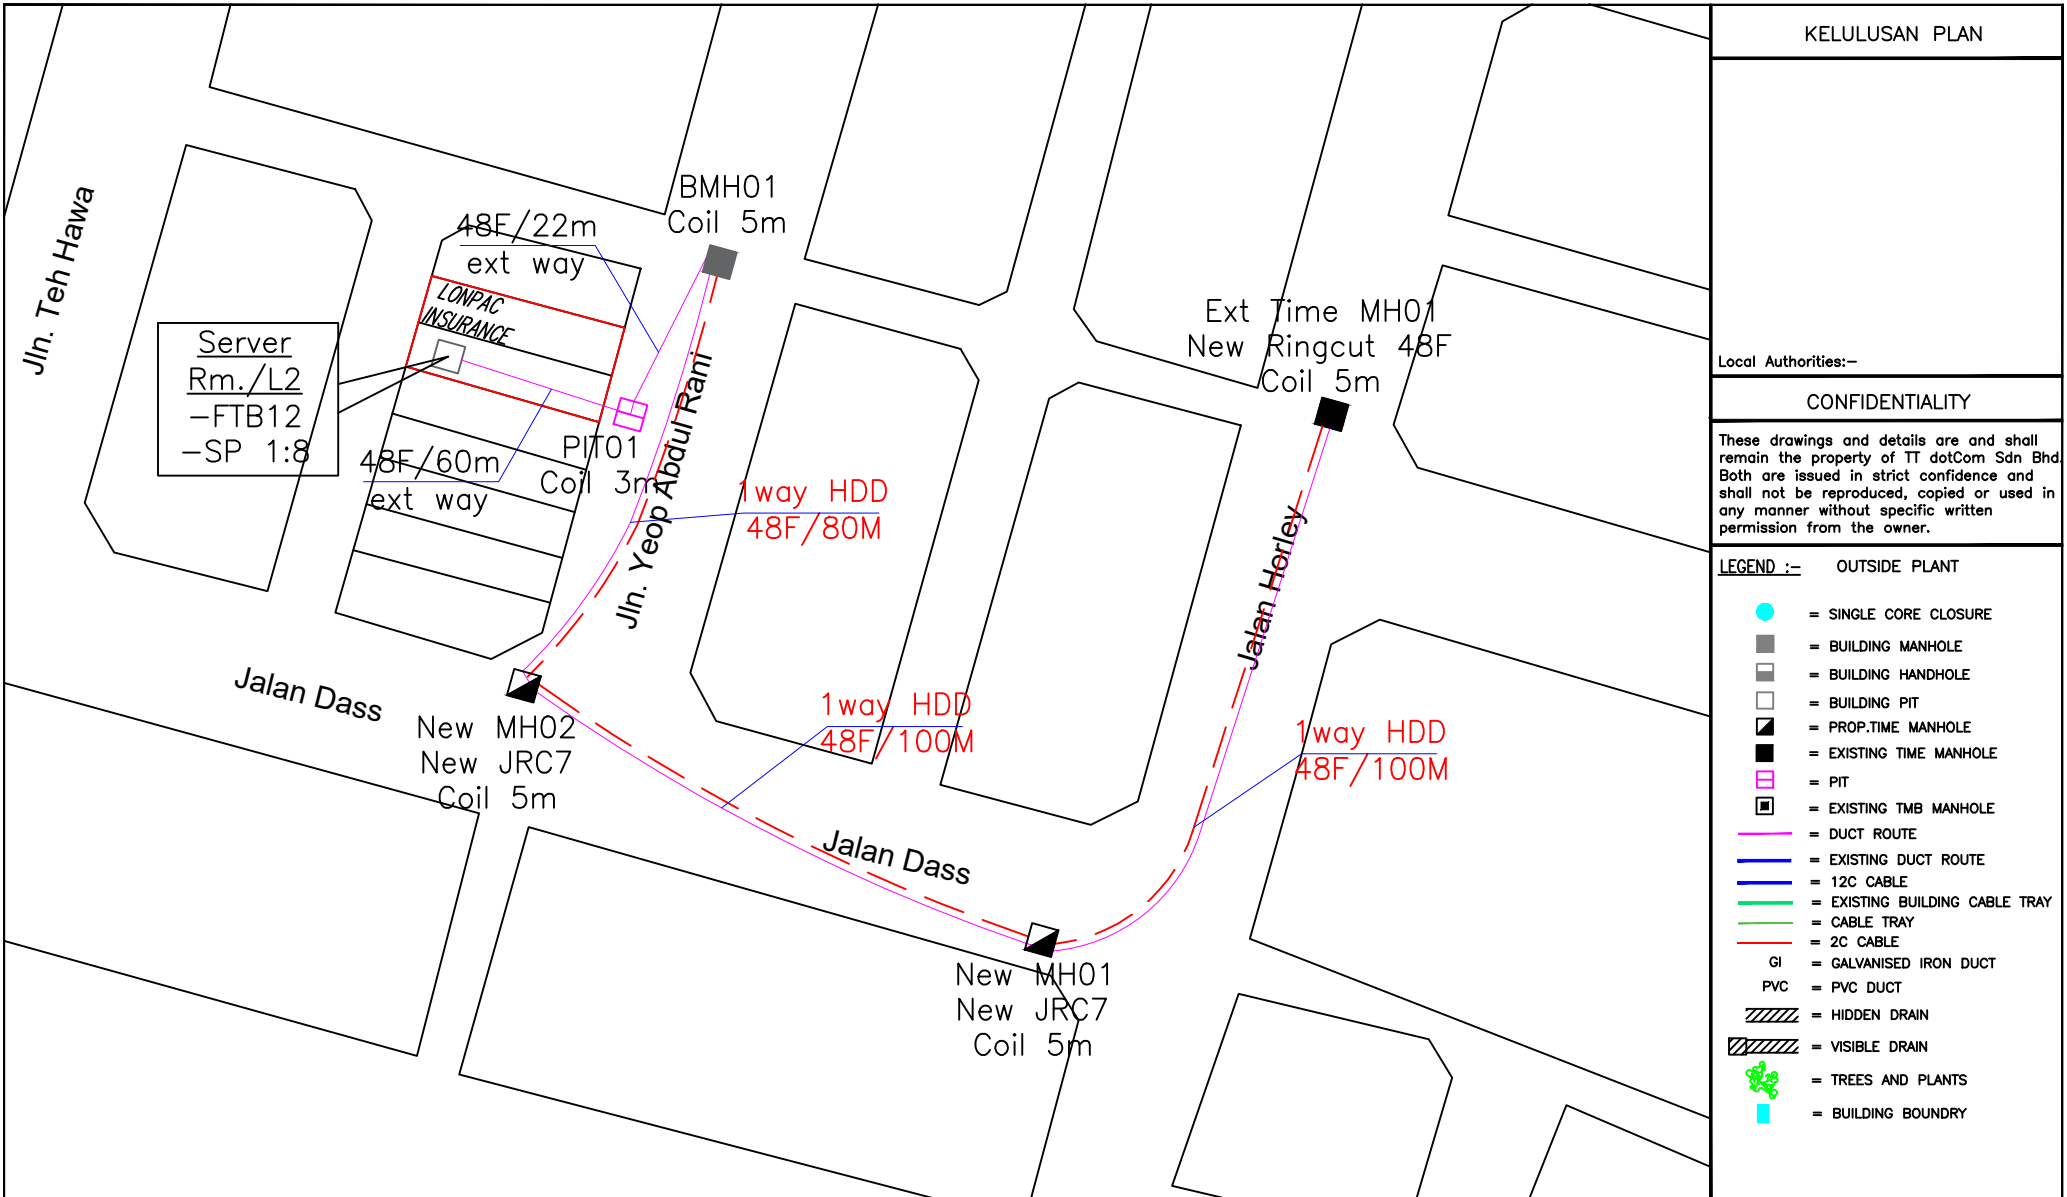 KELULUSAN PLAN
Local Authorities:-
CONFIDENTIALITY
These drawings and details are and shall
remain the property of TT dotCom Sdn Bhd.
Both are issued in strict confidence and
shall not be reproduced, copied or used in
any manner without specific written
permission from the owner.
LEGEND :- OUTSIDE PLANT
= SINGLE CORE CLOSURE
= BUILDING MANHOLE
= BUILDING HANDHOLE
= BUILDING PIT
= PROP.TIME MANHOLE
= EXISTING TIME MANHOLE
= PIT
= EXISTING TMB MANHOLE
= DUCT ROUTE
= EXISTING DUCT ROUTE
= 12C CABLE
= EXISTING BUILDING CABLE TRAY
= CABLE TRAY
= 2C CABLE
GI = GALVANISED IRON DUCT
PVC = PVC DUCT
= HIDDEN DRAIN
= VISIBLE DRAIN
= TREES AND PLANTS
= BUILDING BOUNDRY
BMH01
Coil 5m
48F/22m
ext way
Jln. Teh Hawa
LONPAC
INSURANCE
Server
Rm./L2
-FTB12
-SP 1:8
48F/60m
ext way
PIT01
Coil 3m
Jln. Yeop Abdul Rani
Ext Time MH01
New Ringcut 48F
Coil 5m
1way HDD
48F/80M
Jalan Horley
Jalan Dass
New MH02
New JRC7
Coil 5m
1way HDD
48F/100M
1way HDD
48F/100M
Jalan Dass
New MH01
New JRC7
Coil 5m